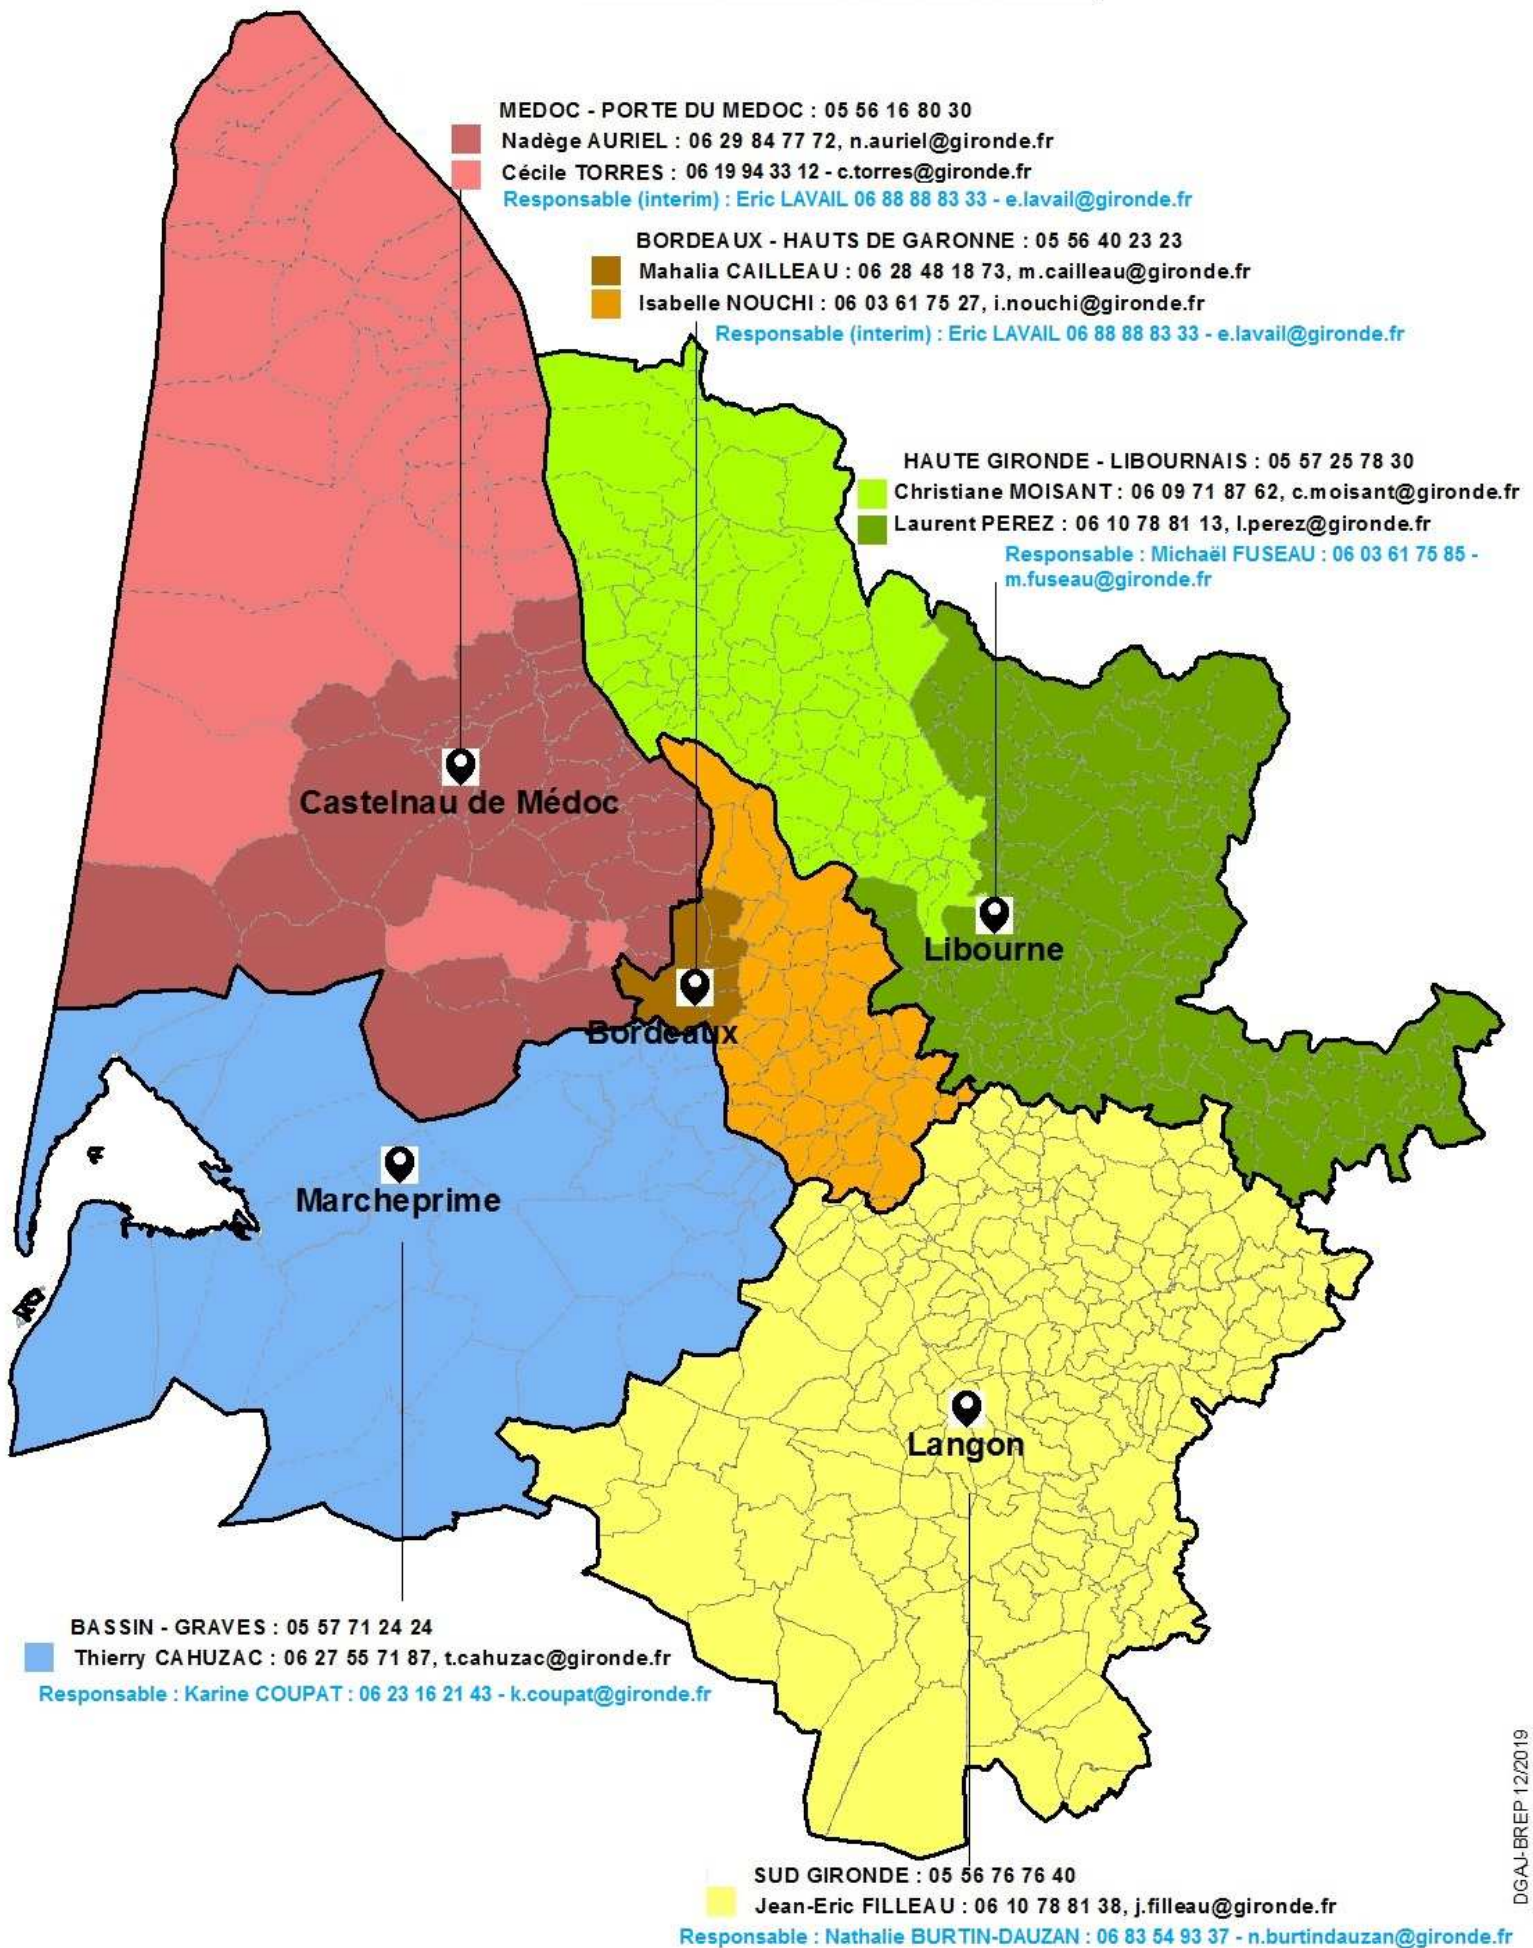 MEDOC - PORTE DU MEDOC : 05 56 16 80 30
Nadège AURIEL : 06 29 84 77 72, n.auriel@gironde.fr
Cécile TORRES : 06 19 94 33 12 - c.torres@gironde.fr
Responsable (interim) : Eric LAVAIL 06 88 88 83 33 - e.lavail@gironde.fr
BORDEAUX - HAUTS DE GARONNE : 05 56 40 23 23
Mahalia CAILLEAU : 06 28 48 18 73, m.cailleau@gironde.fr
Isabelle NOUCHI : 06 03 61 75 27, i.nouchi@gironde.fr
Responsable (interim) : Eric LAVAIL 06 88 88 83 33 - e.lavail@gironde.fr
HAUTE GIRONDE - LIBOURNAIS : 05 57 25 78 30
Christiane MOISANT : 06 09 71 87 62, c.moisant@gironde.fr
Laurent PEREZ : 06 10 78 81 13, l.perez@gironde.fr
Responsable : Michaël FUSEAU : 06 03 61 75 85 -
m.fuseau@gironde.fr
Castelnau de Médoc
Libourne
Bordeaux
Marcheprime
Langon
BASSIN - GRAVES : 05 57 71 24 24
Thierry CAHUZAC : 06 27 55 71 87, t.cahuzac@gironde.fr
Responsable : Karine COUPAT : 06 23 16 21 43 - k.coupat@gironde.fr
SUD GIRONDE : 05 56 76 76 40
Jean-Eric FILLEAU : 06 10 78 81 38, j.filleau@gironde.fr
Responsable : Nathalie BURTIN-DAUZAN : 06 83 54 93 37 - n.burtindauzan@gironde.fr
DGAJ-BREP 12/2019